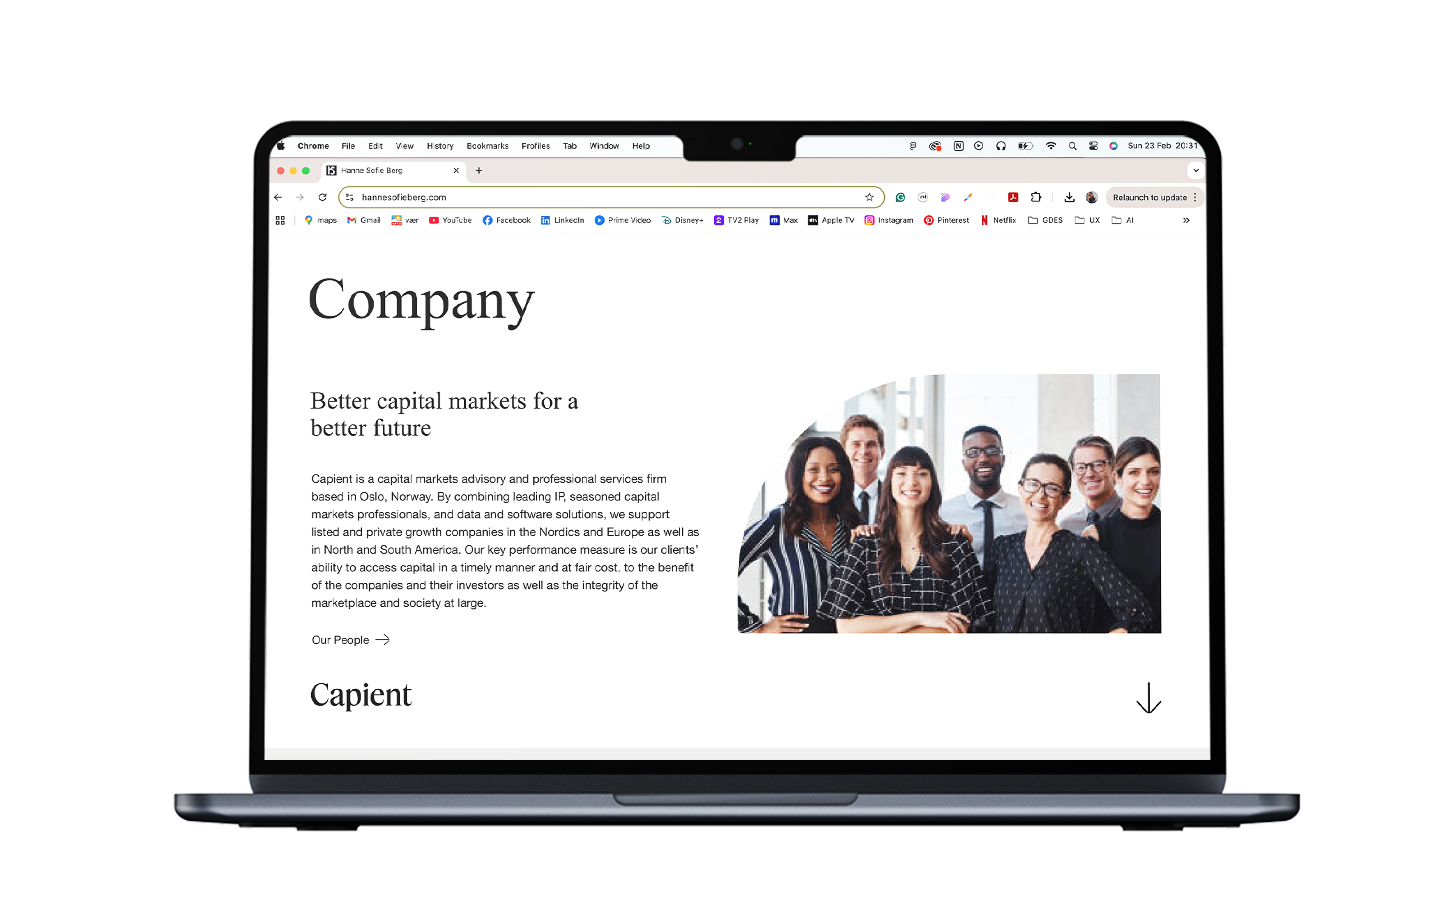 Chrome File Edit View History Bookmarks Profiles Tab Window Help Sun 23 Feb 20:31
Hanne Sofie Berg
hannesofieberg.com Relaunch to update
maps Gmail vær YouTube Facebook LinkedIn Prime Video Disney+ TV2 Play Max Apple TV Instagram Pinterest Netflix GDES UX AI
Company
Better capital markets for a
better future
Capient is a capital markets advisory and professional services firm
based in Oslo, Norway. By combining leading IP, seasoned capital
markets professionals, and data and software solutions, we support
listed and private growth companies in the Nordics and Europe as well as
in North and South America. Our key performance measure is our clients’
ability to access capital in a timely manner and at fair cost, to the benefit
of the companies and their investors as well as the integrity of the
marketplace and society at large.
Our People
Capient